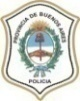 PROVINCIA DE BUENOS AIRES
POLICIA